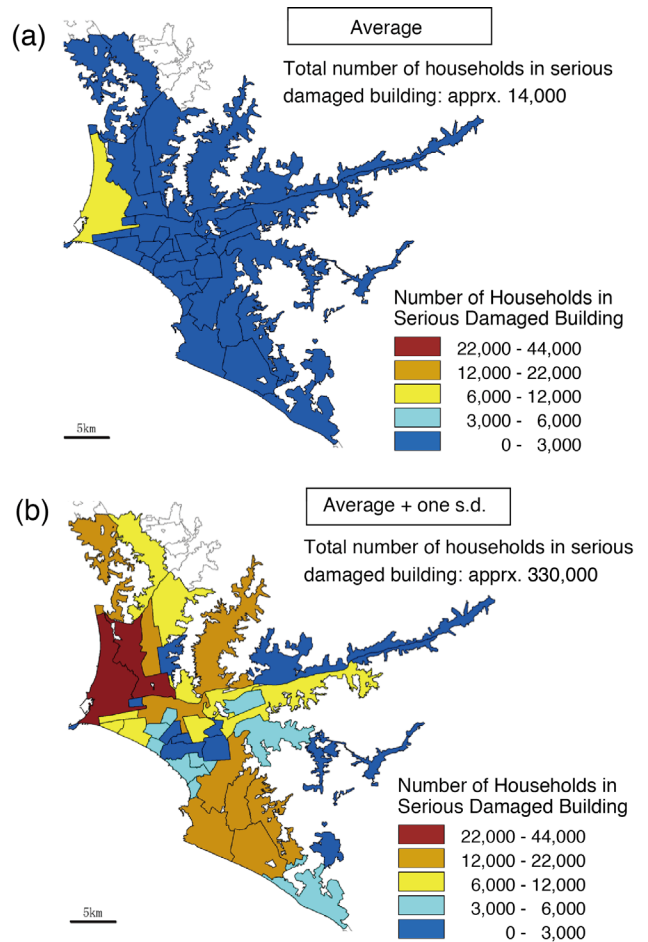 (a)
Average
Total number of households in serious
damaged building: apprx. 14,000
Number of Households in
Serious Damaged Building
22,000 - 44,000
12,000 - 22,000
6,000 - 12,000
3,000 - 6,000
0 - 3,000
5km
(b)
Average + one s.d.
Total number of households in serious
damaged building: apprx. 330,000
Number of Households in
Serious Damaged Building
22,000 - 44,000
12,000 - 22,000
6,000 - 12,000
3,000 - 6,000
0 - 3,000
5km